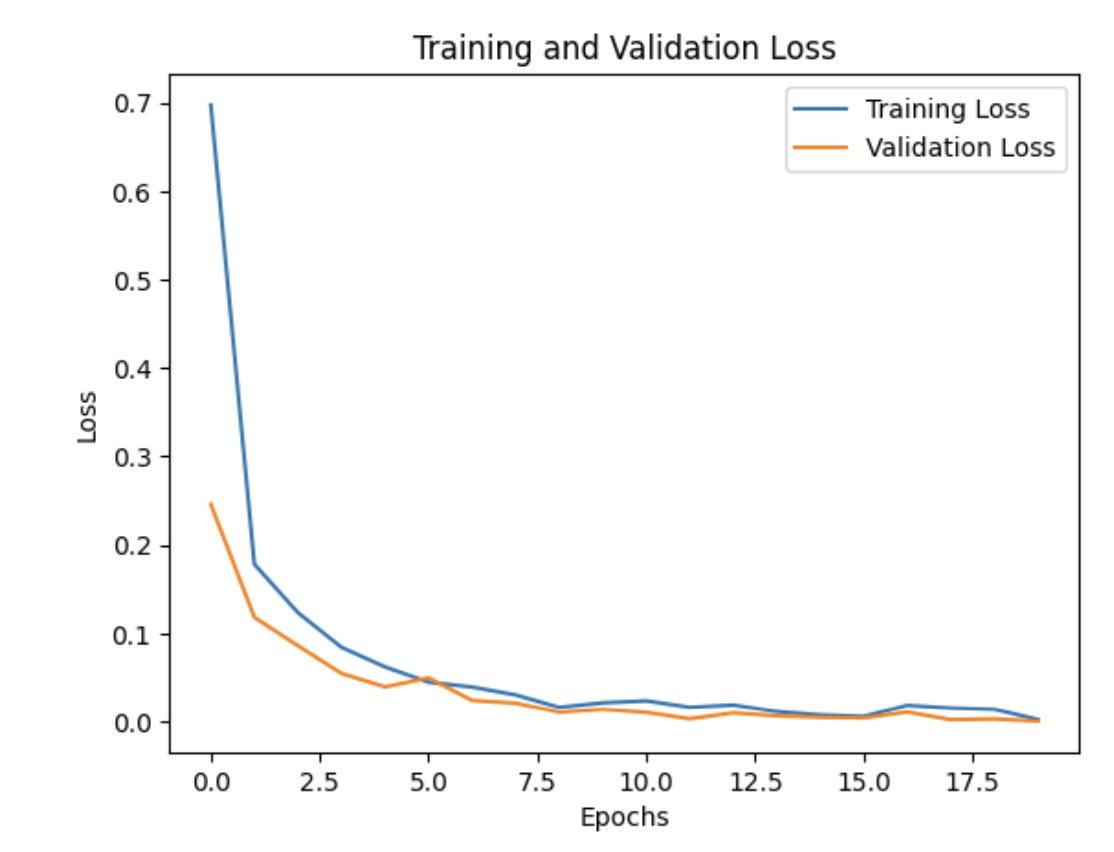 Training and Validation Loss
Training Loss
Validation Loss
0.7
0.6
0.5
0.4
0.3
0.2
0.1
0.0
Loss
0.0 2.5 5.0 7.5 10.0 12.5 15.0 17.5
Epochs